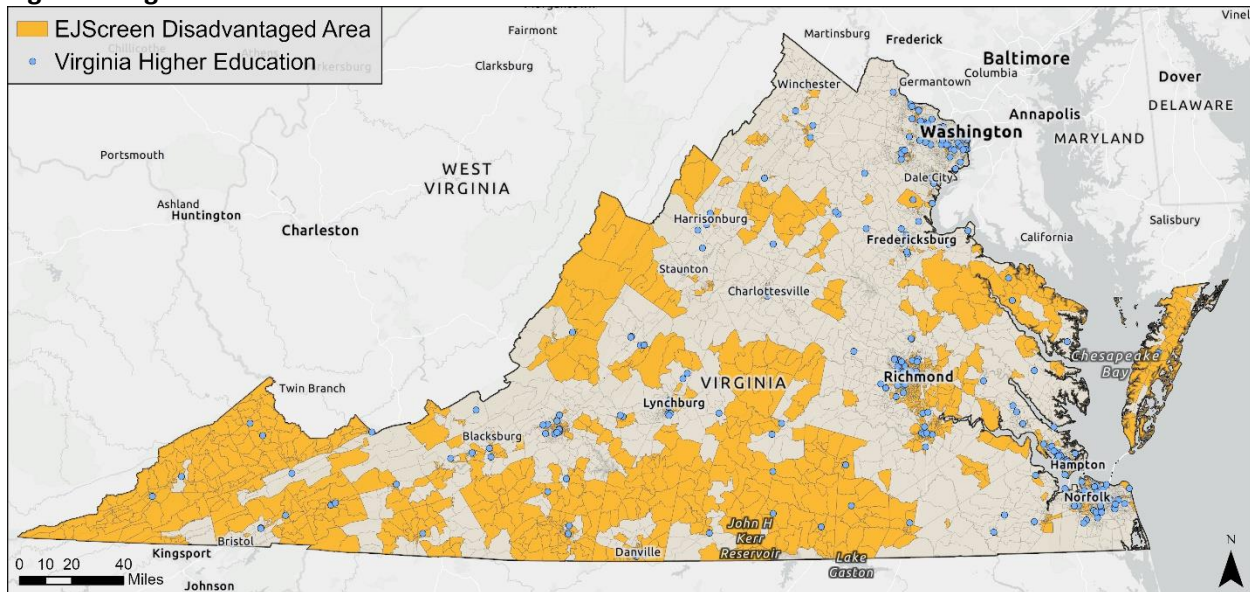 EJScreen Disadvantaged Area
Virginia Higher Education
Fairmont
Clarksburg
Martinsburg
Frederick
Vinel
Baltimore
Columbia
Winchester
Germantown
Dover
Annapolis
DELAWARE
Washington
MARYLAND
Portsmouth
WEST
VIRGINIA
Dale City
Ashland
Huntington
Charleston
Harrisonburg
Salisbury
Fredericksburg
California
Staunton
Charlottesville
Chesapeake
Bay
Twin Branch
VIRGINIA
Richmond
Lynchburg
Blacksburg
Hampton
Norfolk
John H
Kerr
Reservoir
Bristol
Danville
Lake
Gaston
Kingsport
Johnson
0 10 20 40
Miles
N